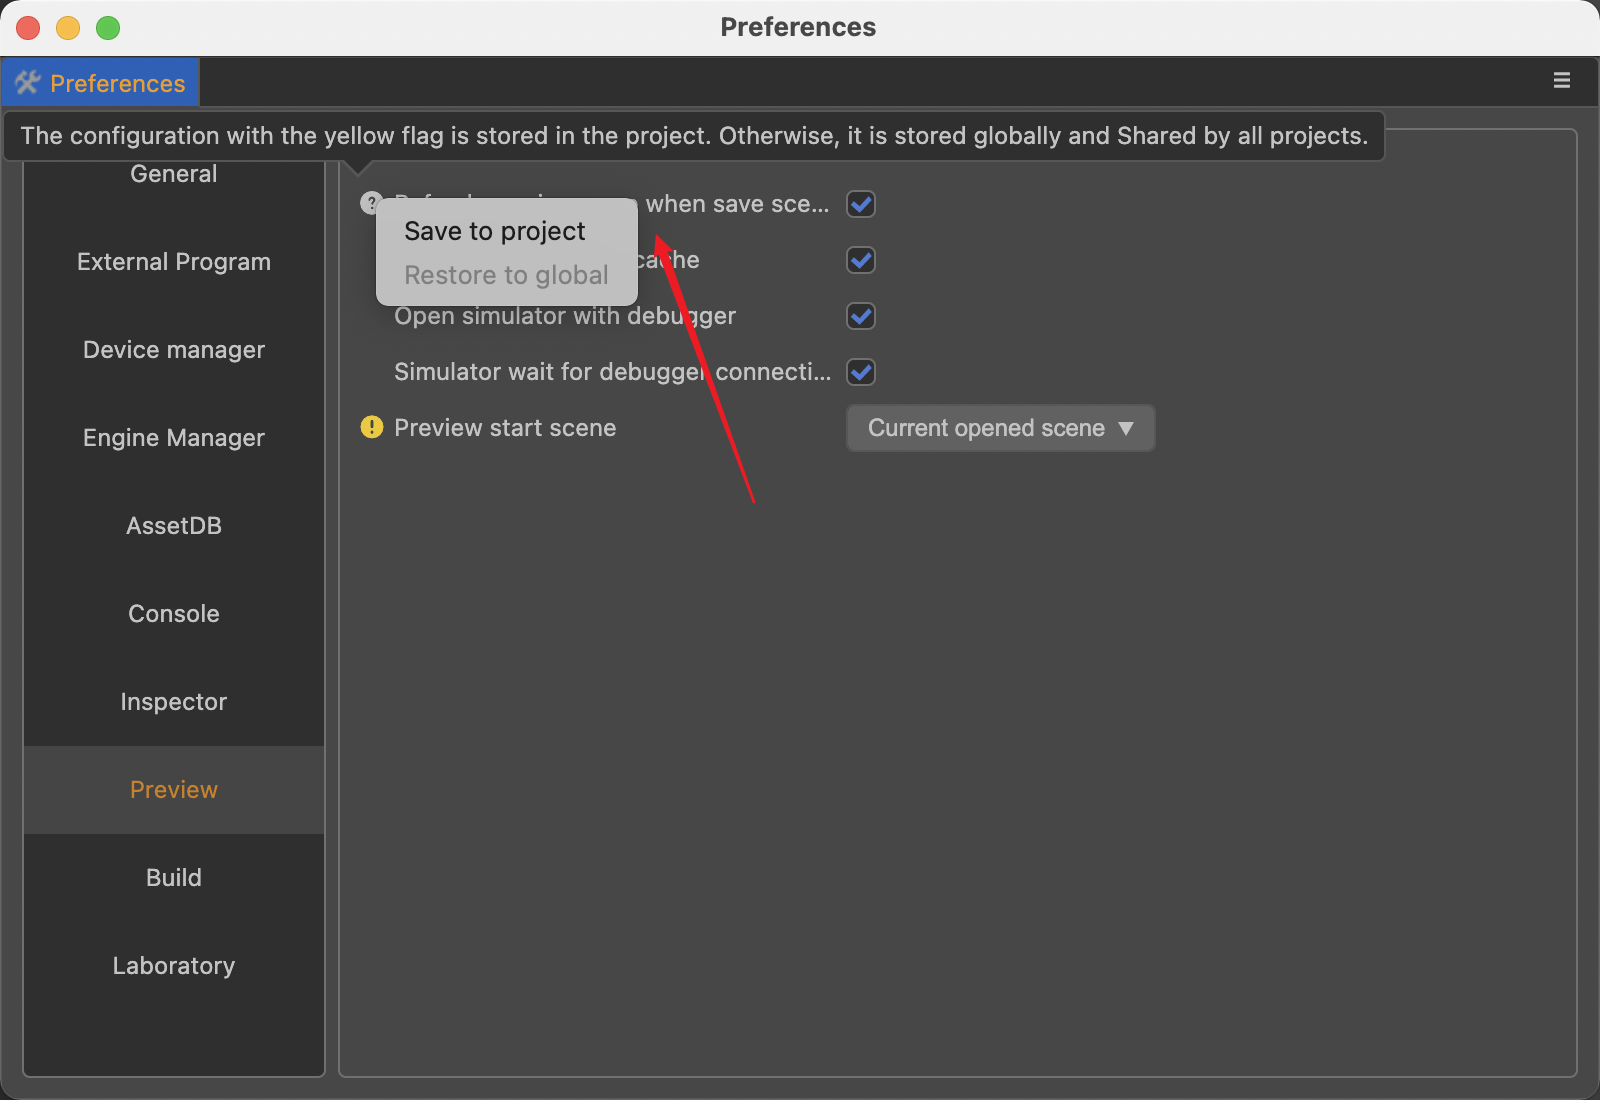 Preferences
Preferences
The configuration with the yellow flag is stored in the project. Otherwise, it is stored globally and Shared by all projects.
General
External Program
Device manager
Engine Manager
AssetDB
Console
Inspector
Preview
Build
Laboratory
when save sce...
Save to project
Restore to global
cache
Open simulator with debugger
Simulator wait for debugger connecti...
Preview start scene
Current opened scene